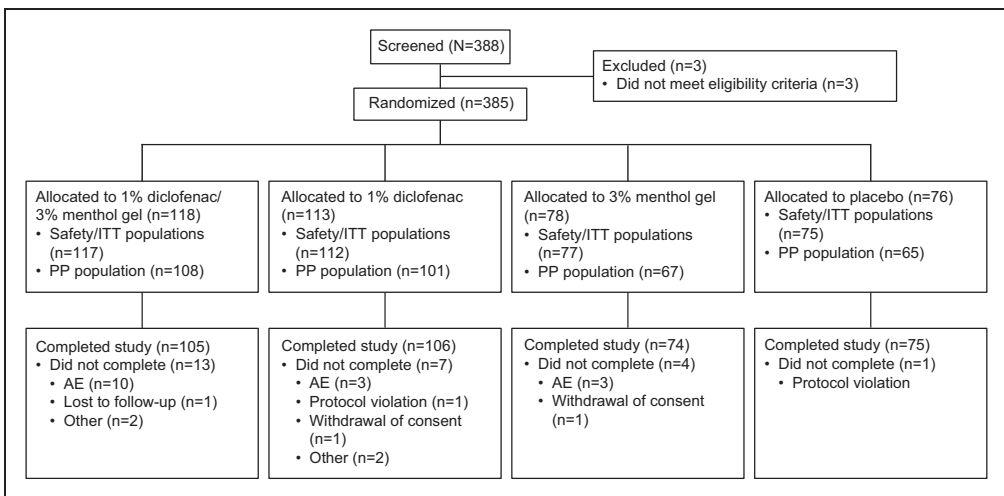 Screened (N=388)
Excluded (n=3)
• Did not meet eligibility criteria (n=3)
Randomized (n=385)
Allocated to 1% diclofenac/
3% menthol gel (n=118)
• Safety/ITT populations
(n=117)
• PP population (n=108)
Allocated to 1% diclofenac
(n=113)
• Safety/ITT populations
(n=112)
• PP population (n=101)
Allocated to 3% menthol gel
(n=78)
• Safety/ITT populations
(n=77)
• PP population (n=67)
Allocated to placebo (n=76)
• Safety/ITT populations
(n=75)
• PP population (n=65)
Completed study (n=105)
• Did not complete (n=13)
• AE (n=10)
• Lost to follow-up (n=1)
• Other (n=2)
Completed study (n=106)
• Did not complete (n=7)
• AE (n=3)
• Protocol violation (n=1)
• Withdrawal of consent
(n=1)
• Other (n=2)
Completed study (n=74)
• Did not complete (n=4)
• AE (n=3)
• Withdrawal of consent
(n=1)
Completed study (n=75)
• Did not complete (n=1)
• Protocol violation